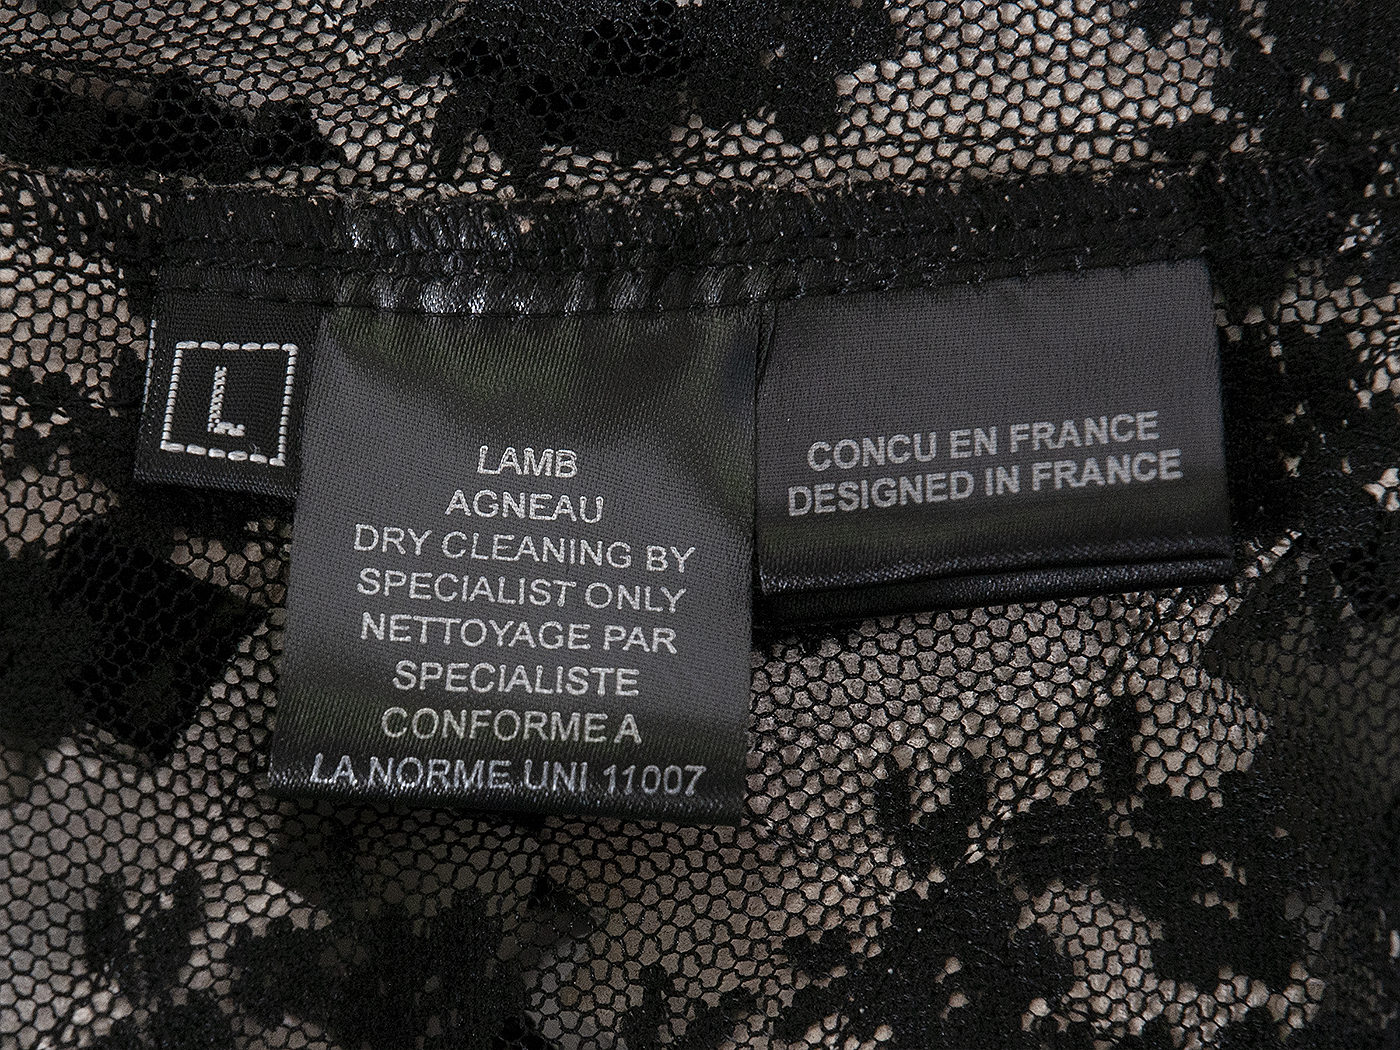 L
LAMB
AGNEAU
DRY CLEANING BY
SPECIALIST ONLY
NETTOYAGE PAR
SPECIALISTE
CONFORME A
LA NORME UNI 11007
CONCU EN FRANCE
DESIGNED IN FRANCE